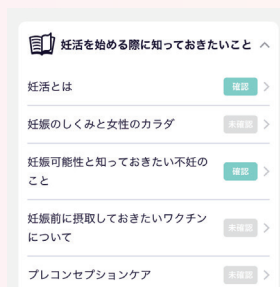 妊活を始める際に知っておきたいこと
妊活とは
確認
妊娠のしくみと女性のカラダ
未確認
妊娠可能性と知っておきたい不妊の
こと
確認
妊娠前に摂取しておきたいワクチン
について
未確認
プレコンセプションケア
未確認